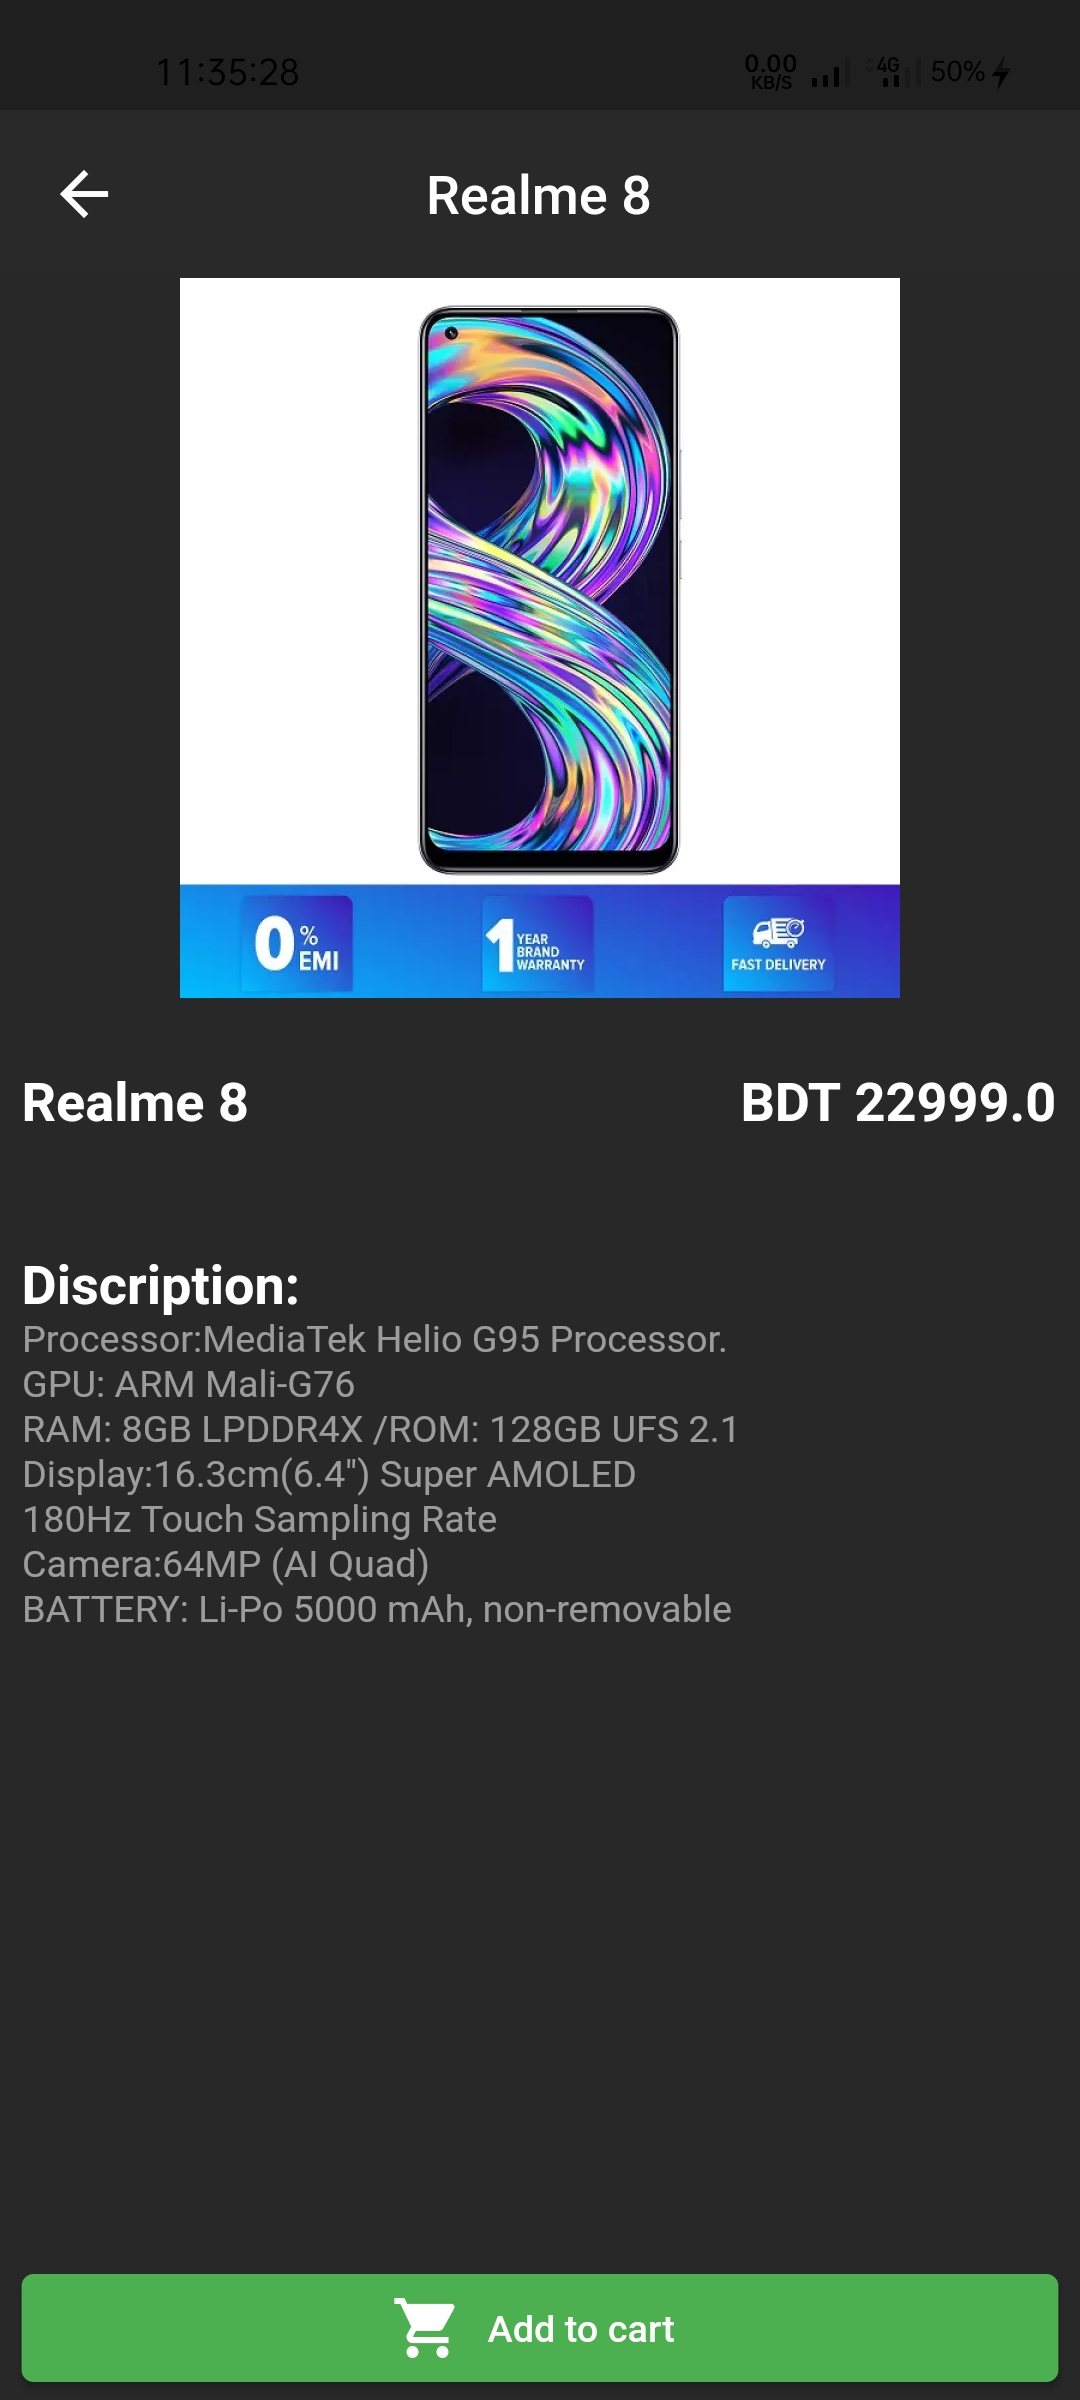 11:35:28
0.00
KB/S
4G
50%
Realme 8
0%
EMI
1 YEAR
BRAND
WARRANTY
FAST DELIVERY
Realme 8
BDT 22999.0
Discription:
Processor:MediaTek Helio G95 Processor.
GPU: ARM Mali-G76
RAM: 8GB LPDDR4X /ROM: 128GB UFS 2.1
Display:16.3cm(6.4") Super AMOLED
180Hz Touch Sampling Rate
Camera:64MP (AI Quad)
BATTERY: Li-Po 5000 mAh, non-removable
Add to cart